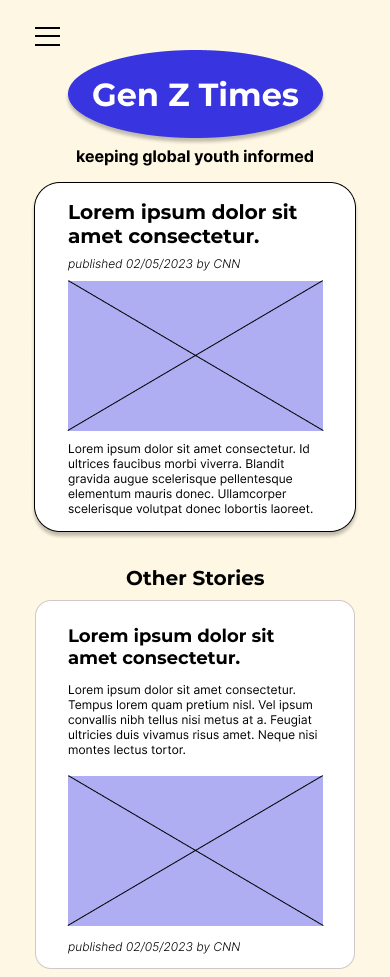 Gen Z Times
keeping global youth informed
Lorem ipsum dolor sit
amet consectetur.
published 02/05/2023 by CNN
Lorem ipsum dolor sit amet consectetur. Id
ultrices faucibus morbi viverra. Blandit
gravida augue scelerisque pellentesque
elementum mauris donec. Ullamcorper
scelerisque volutpat donec lobortis laoreet.
Other Stories
Lorem ipsum dolor sit
amet consectetur.
Lorem ipsum dolor sit amet consectetur.
Tempus lorem quam pretium nisl. Vel ipsum
convallis nibh tellus nisi metus at a. Feugiat
ultricies duis vivamus risus amet. Neque nisi
montes lectus tortor.
published 02/05/2023 by CNN